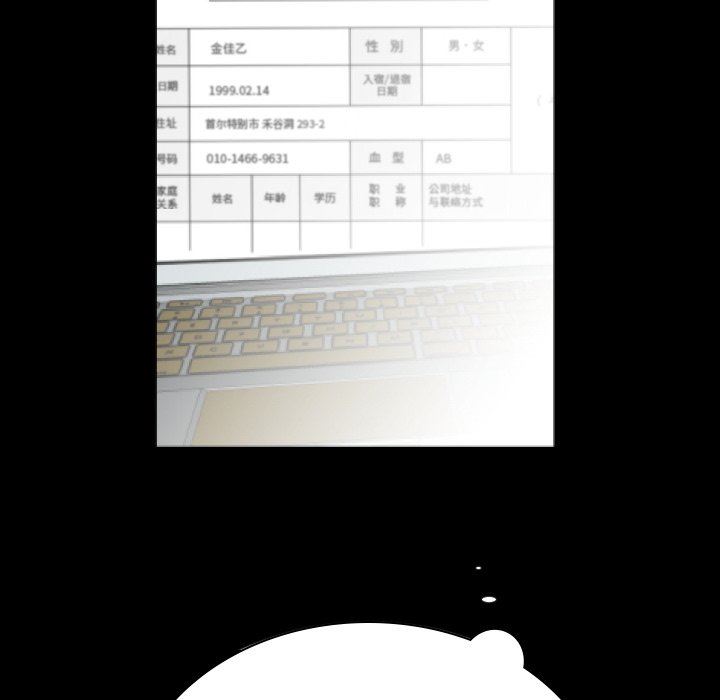 姓名 金佳乙 性 別 男·女
日期 1999.02.14 入宿/退宿
日期
住址 首尔特别市 禾谷洞 293-2
号码 010-1466-9631 血 型 AB
家庭
关系
姓名 年龄 学历
职 业
职 称
公司地址
与联络方式